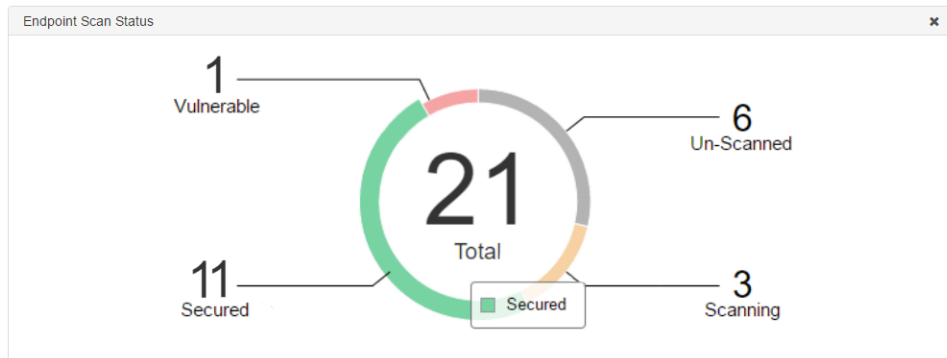 Endpoint Scan Status
1
Vulnerable
6
Un-Scanned
21
Total
11
Secured
3
Scanning
Secured